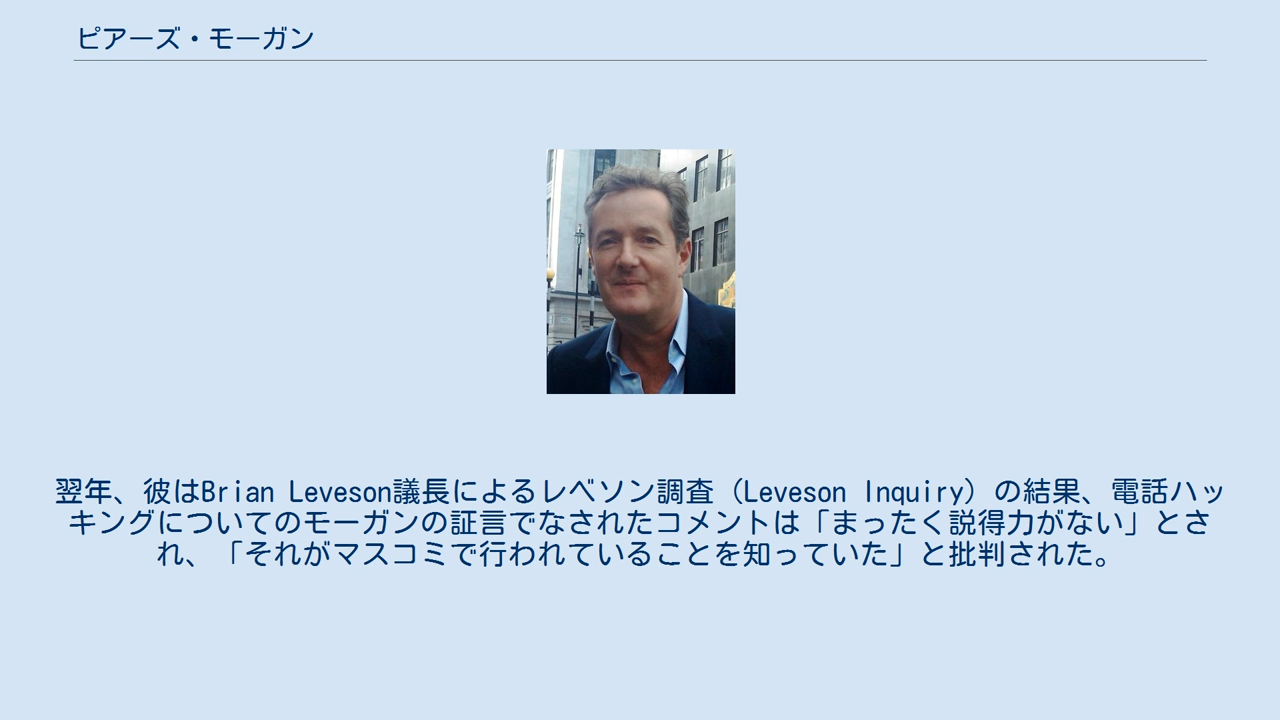 ピアーズ・モーガン
翌年、彼はBrian Leveson議長によるレベソン調査（Leveson Inquiry）の結果、電話ハッ
キングについてのモーガンの証言でなされたコメントは「まったく説得力がない」とさ
れ、「それがマスコミで行われていることを知っていた」と批判された。